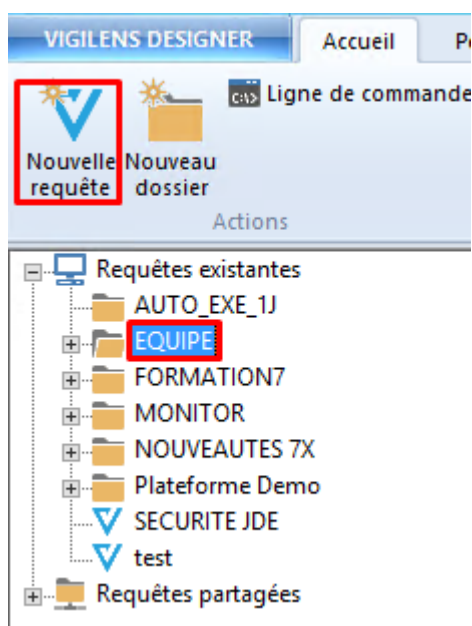 VIGILENS DESIGNER Accueil
Ligne de commande
Nouvelle Nouveau
requête dossier
Actions
Requêtes existantes
AUTO_EXE_1J
EQUIPE
FORMATION7
MONITOR
NOUVEAUTES 7X
Plateforme Demo
SECURITE JDE
test
Requêtes partagées